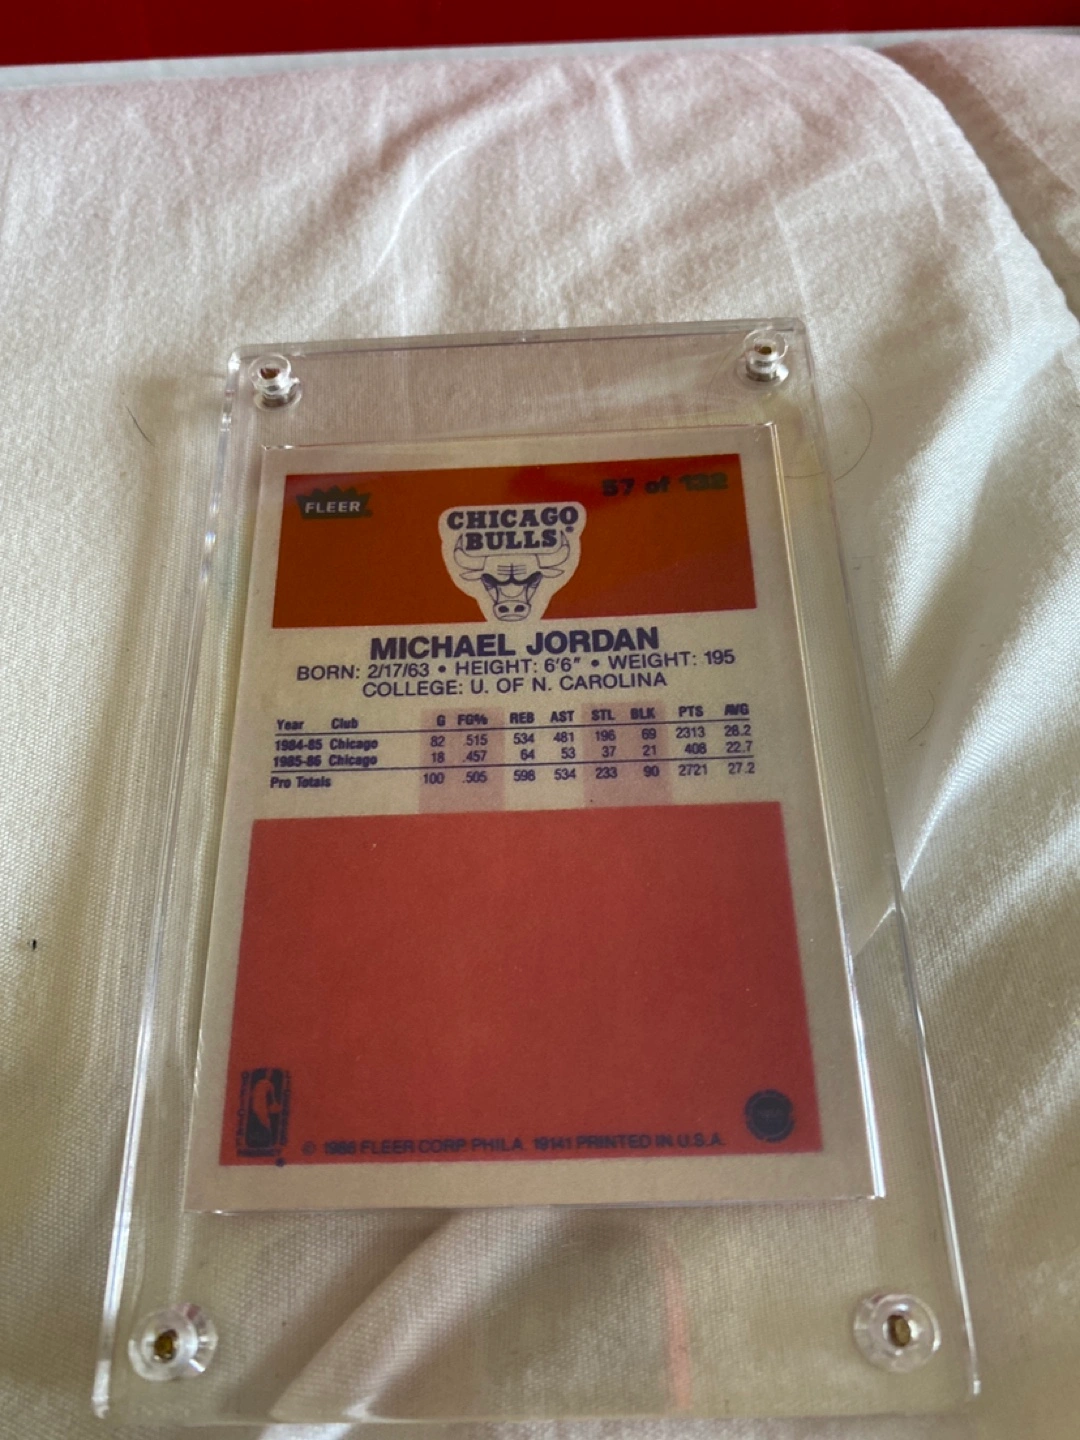 FLEER
57 of 132
CHICAGO
BULLS
MICHAEL JORDAN
BORN: 2/17/63 • HEIGHT: 6'6" • WEIGHT: 195
COLLEGE: U. OF N. CAROLINA
Year Club G FG% REB AST STL BLK PTS AVG
1984-85 Chicago 82 .515 534 481 196 69 2313 28.2
1985-86 Chicago 18 .457 64 53 37 21 408 22.7
Pro Totals 100 .505 598 534 233 90 2721 27.2
© 1986 FLEER CORP. PHILA. 19141 PRINTED IN U.S.A.